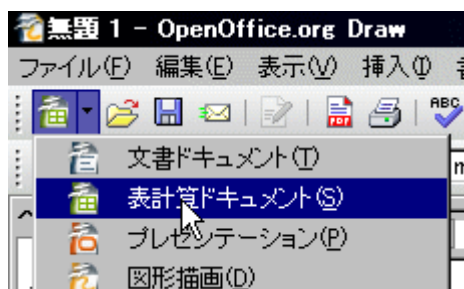 無題 1 - OpenOffice.org Draw
ファイル(F) 編集(E) 表示(V) 挿入(I)
PDF ABC
文書ドキュメント(T)
表計算ドキュメント(S)
プレゼンテーション(P)
図形描画(D)